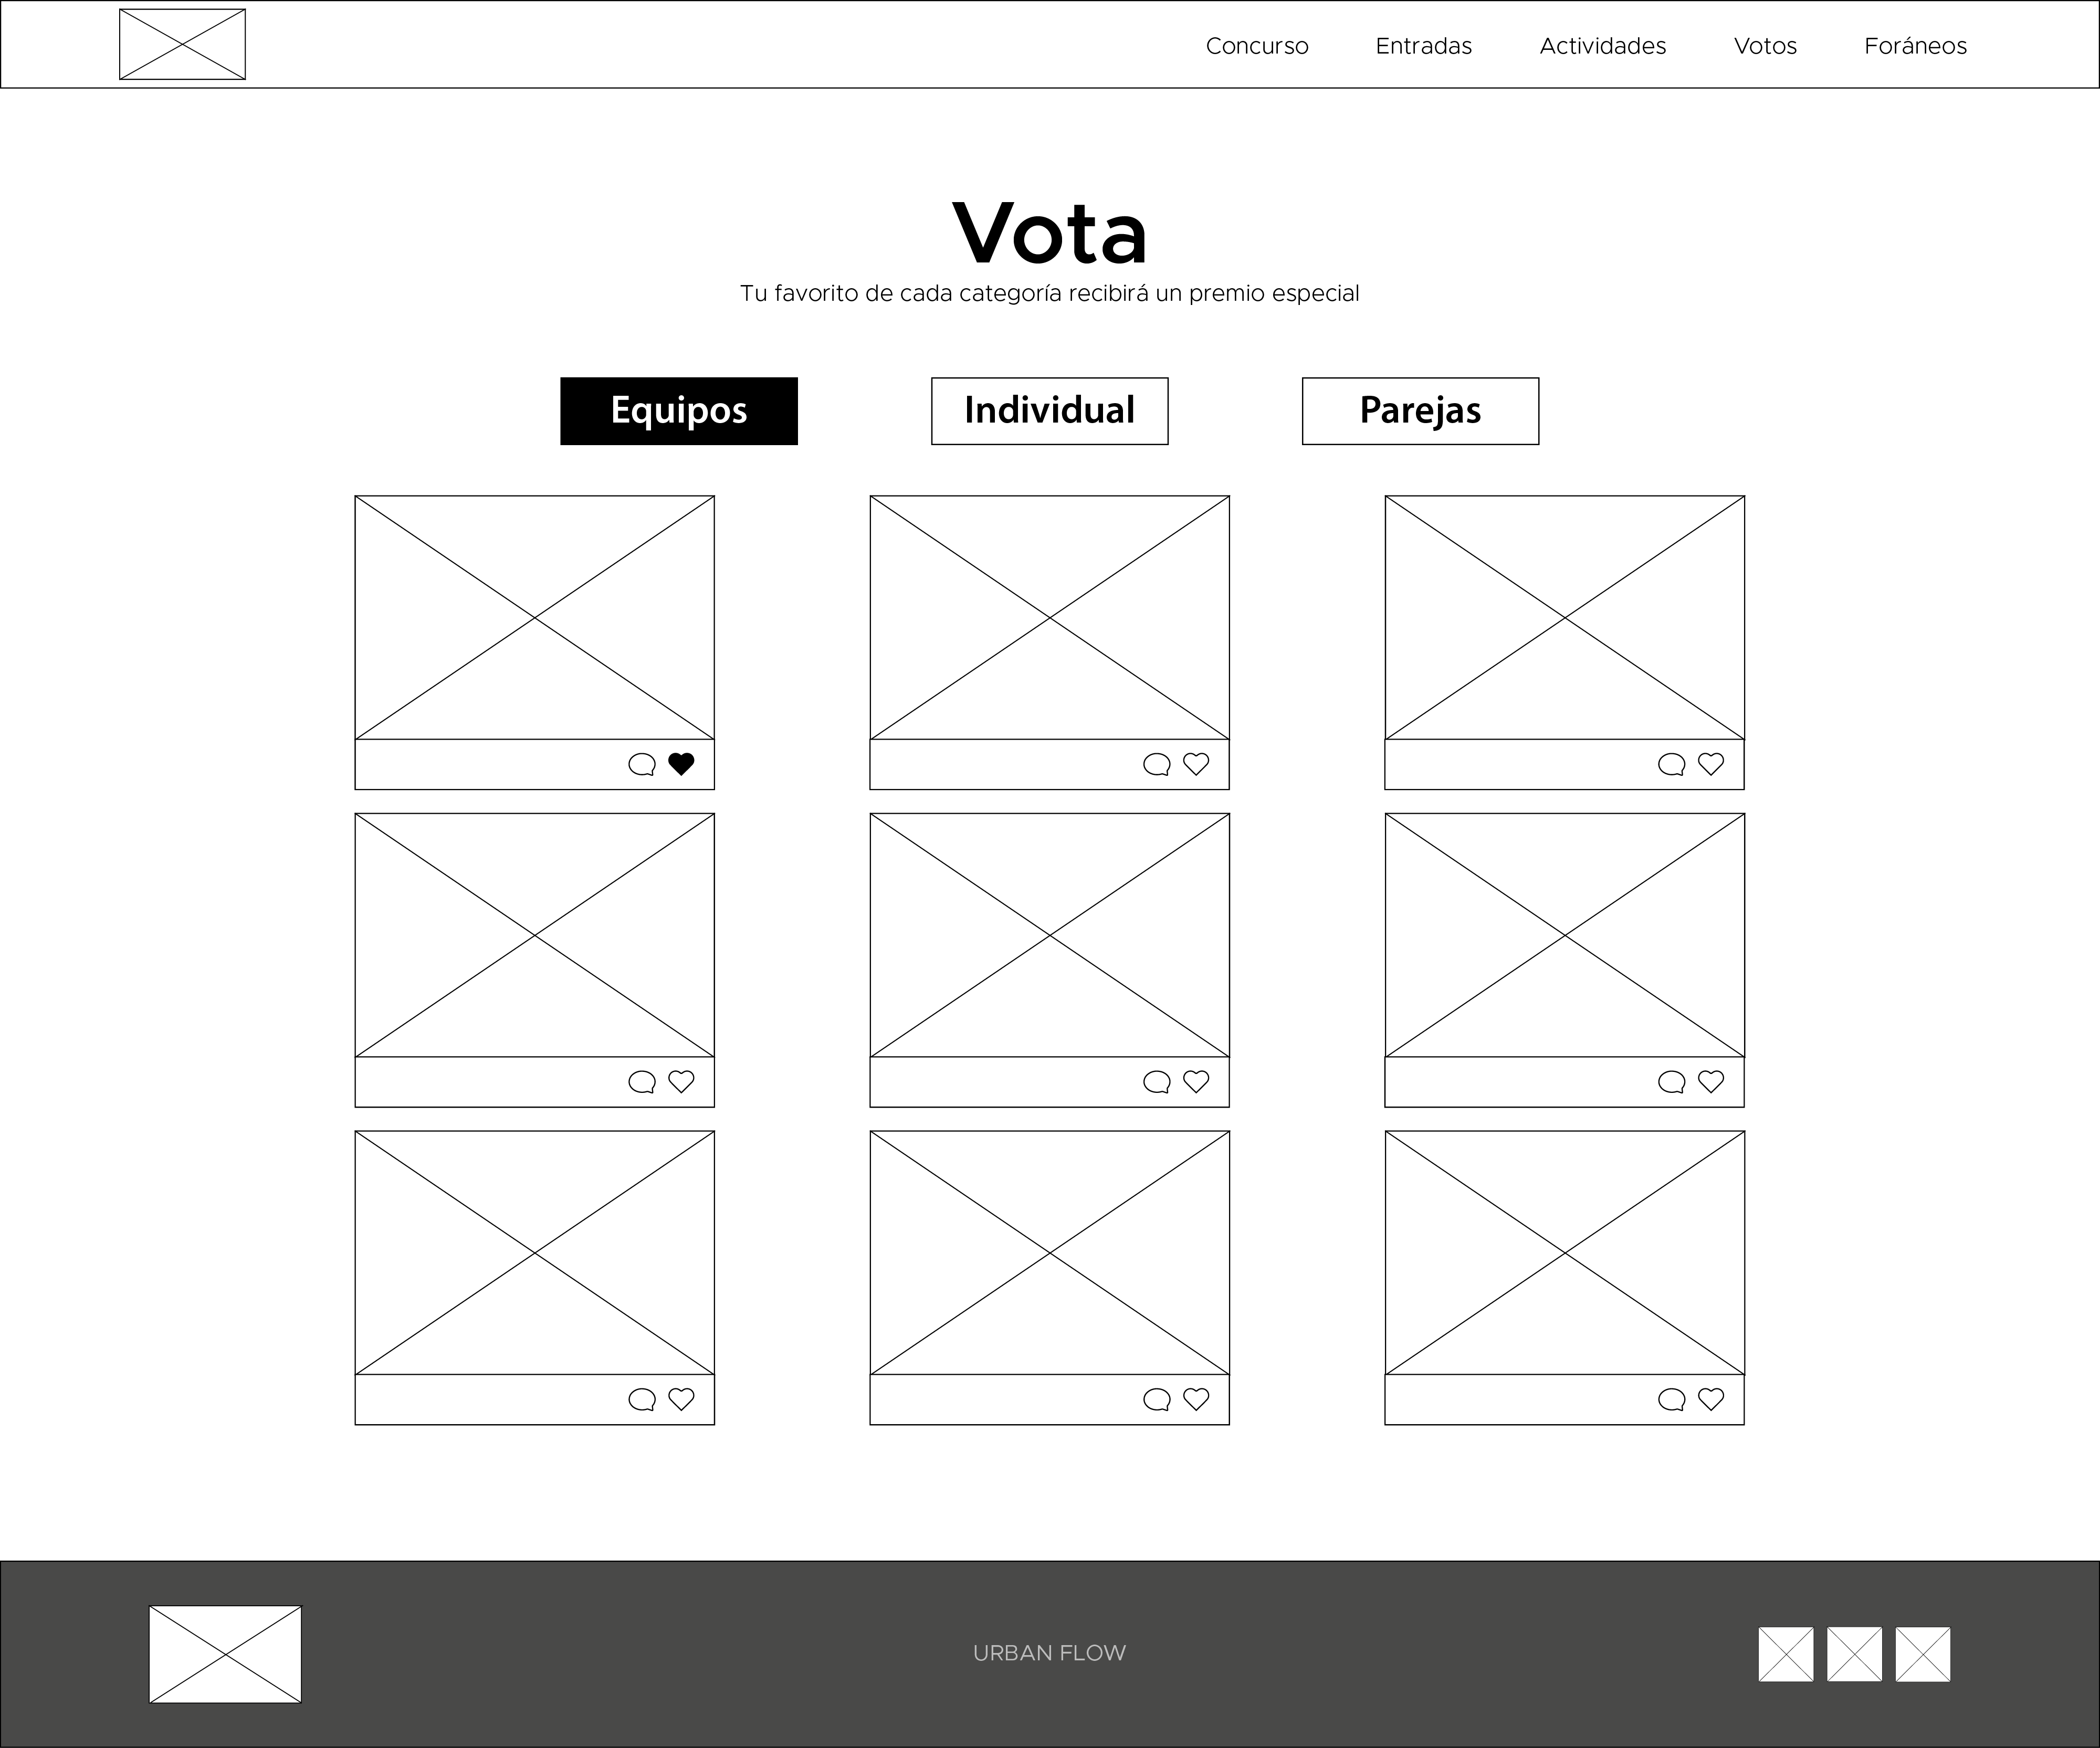 Concurso Entradas Actividades Votos Foráneos
Vota
Tu favorito de cada categoría recibirá un premio especial
Equipos Individual Parejas
URBAN FLOW